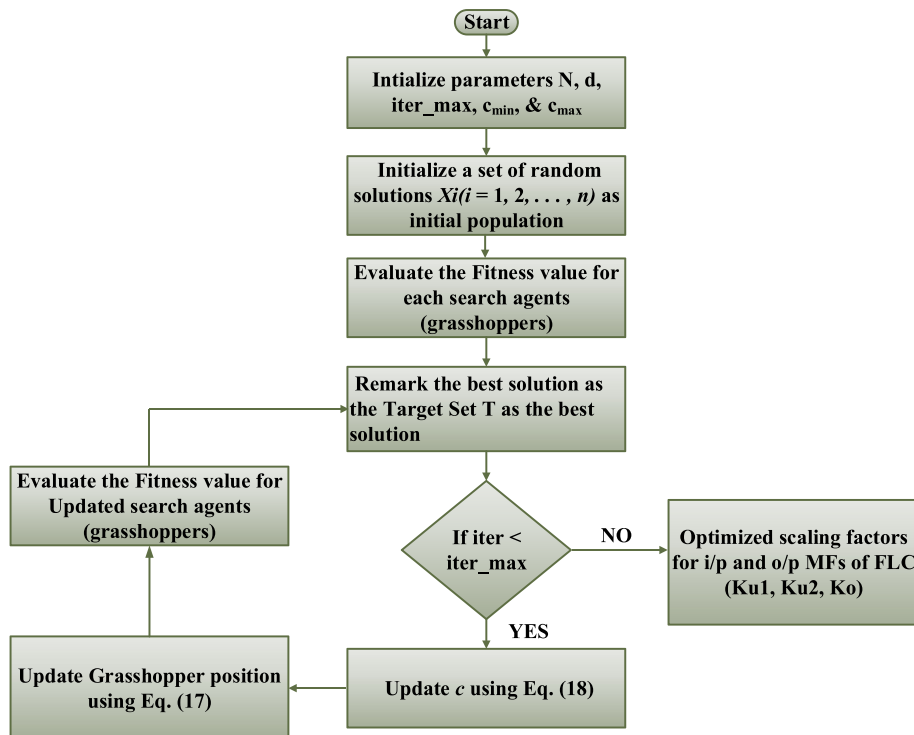 Start
Intialize parameters N, d,
iter_max, cmin, & cmax
Initialize a set of random
solutions Xi(i = 1, 2, . . . , n) as
initial population
Evaluate the Fitness value for
each search agents
(grasshoppers)
Remark the best solution as
the Target Set T as the best
solution
Evaluate the Fitness value for
Updated search agents
(grasshoppers)
If iter <
iter_max
NO
Optimized scaling factors
for i/p and o/p MFs of FLC
(Ku1, Ku2, Ko)
YES
Update c using Eq. (18)
Update Grasshopper position
using Eq. (17)